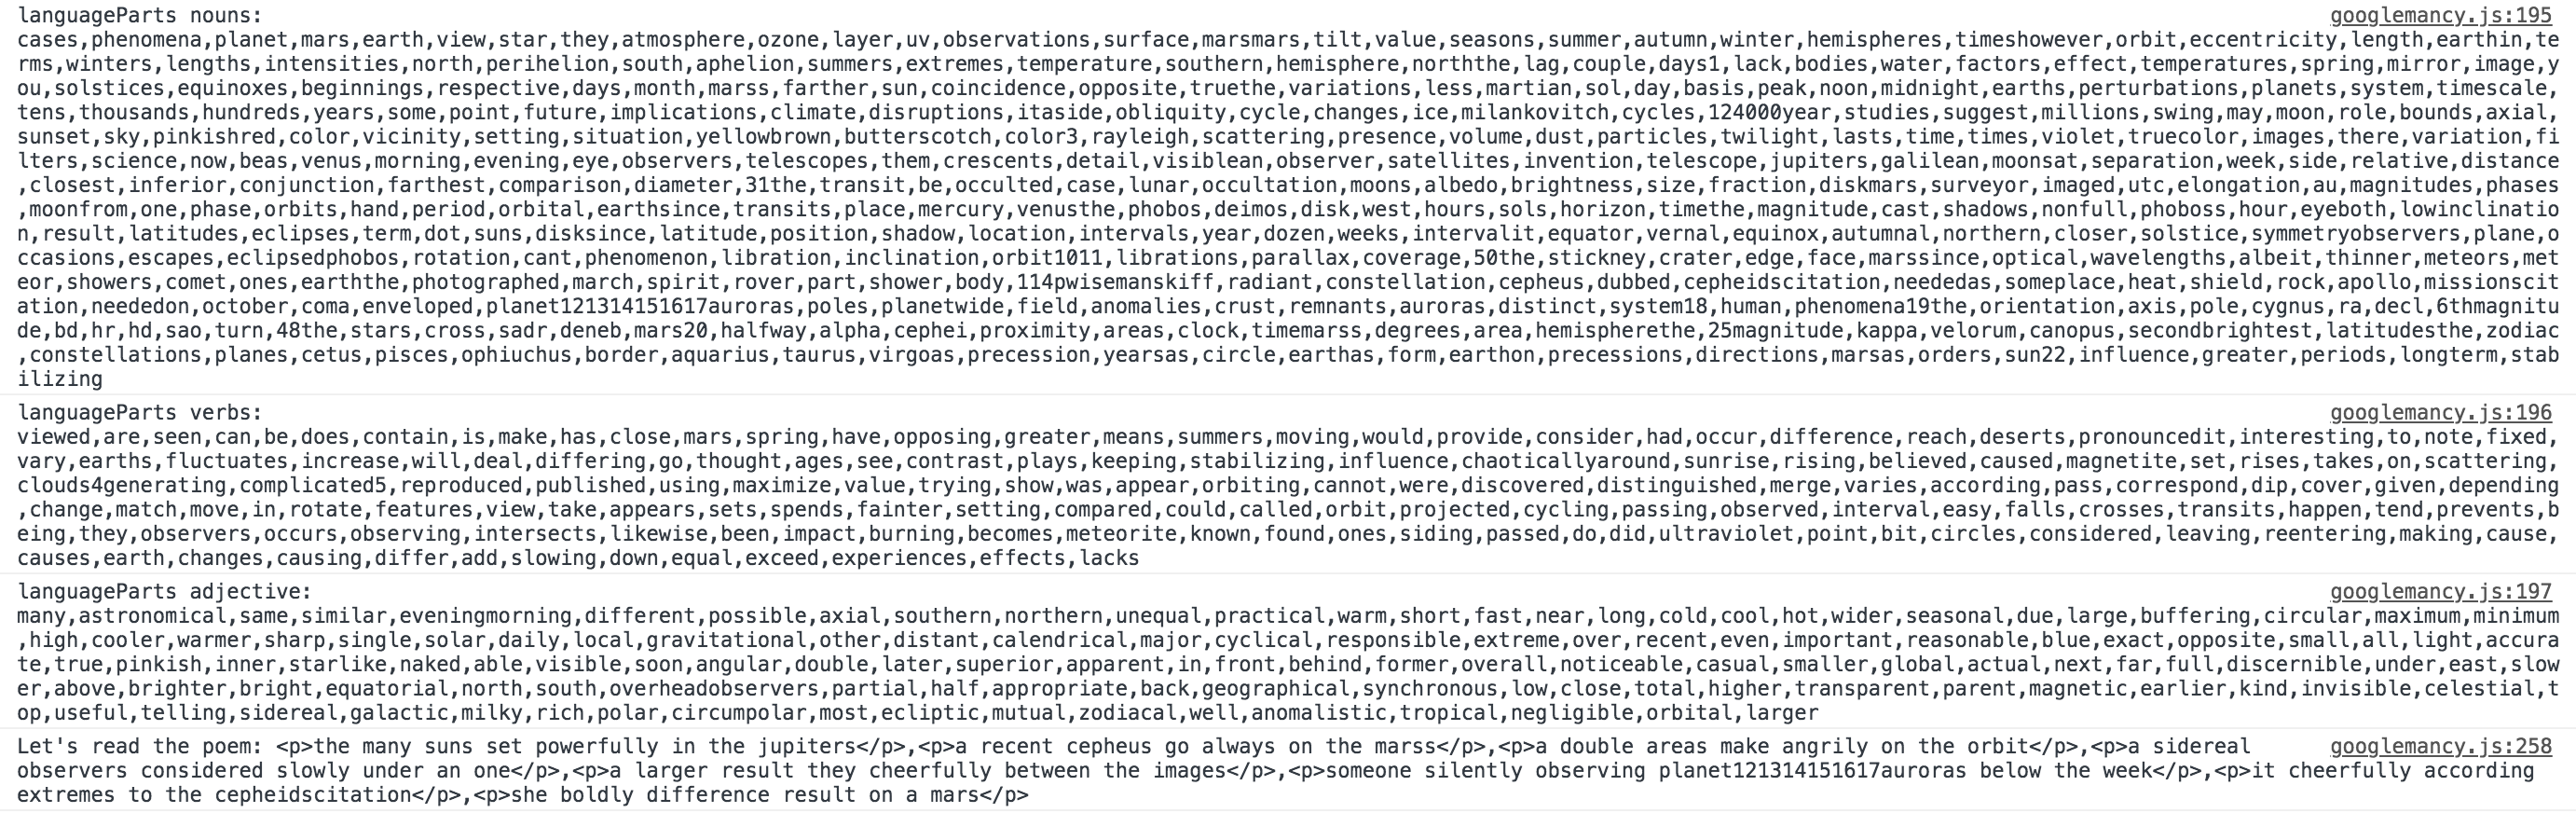 languageParts nouns: googlemancy.js:195
cases,phenomena,planet,mars,earth,view,star,they,atmosphere,ozone,layer,uv,observations,surface,marsmars,tilt,value,seasons,summer,autumn,winter,hemispheres,timeshowever,orbit,eccentricity,length,earthin,te
rms,winters,lengths,intensities,north,perihelion,south,aphelion,summers,extremes,temperature,southern,hemisphere,norththe,lag,couple,days1,lack,bodies,water,factors,effect,temperatures,spring,mirror,image,y
ou,solstices,equinoxes,beginnings,respective,days,month,marss,farther,sun,coincidence,opposite,truethe,variations,less,martian,sol,day,basis,peak,noon,midnight,earths,perturbations,planets,system,timescale,
tens,thousands,hundreds,years,some,point,future,implications,climate,disruptions,itaside,obliquity,cycle,changes,ice,milankovitch,cycles,124000year,studies,suggest,millions,swing,may,moon,role,bounds,axial,
sunset,sky,pinkishred,color,vicinity,setting,situation,yellowbrown,butterscotch,color3,rayleigh,scattering,presence,volume,dust,particles,twilight,lasts,time,times,violet,truecolor,images,there,variation,fi
lters,science,now,beas,venus,morning,evening,eye,observers,telescopes,them,crescents,detail,visiblean,observer,satellites,invention,telescope,jupiters,galilean,moonsat,separation,week,side,relative,distance
,closest,inferior,conjunction,farthest,comparison,diameter,31the,transit,be,occulted,case,lunar,occultation,moons,albedo,brightness,size,fraction,diskmars,surveyor,imaged,utc,elongation,au,magnitudes,phases
,moonfrom,one,phase,orbits,hand,period,orbital,earthsince,transits,place,mercury,venusthe,phobos,deimos,disk,west,hours,sols,horizon,timethe,magnitude,cast,shadows,nonfull,phoboss,hour,eyeboth,lowinclinatio
n,result,latitudes,eclipses,term,dot,suns,disksince,latitude,position,shadow,location,intervals,year,dozen,weeks,intervalit,equator,vernal,equinox,autumnal,northern,closer,solstice,symmetryobservers,plane,o
ccasions,escapes,eclipsedphobos,rotation,cant,phenomenon,libration,inclination,orbit1011,librations,parallax,coverage,50the,stickney,crater,edge,face,marssince,optical,wavelengths,albeit,thinner,meteors,met
eor,showers,comet,ones,earththe,photographed,march,spirit,rover,part,shower,body,114pwisemanskiff,radiant,constellation,cepheus,dubbed,cepheidscitation,neededas,someplace,heat,shield,rock,apollo,missionscit
ation,neededon,october,coma,enveloped,planet121314151617auroras,poles,planetwide,field,anomalies,crust,remnants,auroras,distinct,system18,human,phenomena19the,orientation,axis,pole,cygnus,ra,decl,6thmagnitu
de,bd,hr,hd,sao,turn,48the,stars,cross,sadr,deneb,mars20,halfway,alpha,cephei,proximity,areas,clock,timemarss,degrees,area,hemispherethe,25magnitude,kappa,velorum,canopus,secondbrightest,latitudesthe,zodiac
,constellations,planes,cetus,pisces,ophiuchus,border,aquarius,taurus,virgoas,precession,yearsas,circle,earthas,form,earthon,precessions,directions,marsas,orders,sun22,influence,greater,periods,longterm,stab
ilizing
languageParts verbs: googlemancy.js:196
viewed,are,seen,can,be,does,contain,is,make,has,close,mars,spring,have,opposing,greater,means,summers,moving,would,provide,consider,had,occur,difference,reach,deserts,pronouncedit,interesting,to,note,fixed,
vary,earths,fluctuates,increase,will,deal,differing,go,thought,ages,see,contrast,plays,keeping,stabilizing,influence,chaoticallyaround,sunrise,rising,believed,caused,magnetite,set,rises,takes,on,scattering,
clouds4generating,complicated5,reproduced,published,using,maximize,value,trying,show,was,appear,orbiting,cannot,were,discovered,distinguished,merge,varies,according,pass,correspond,dip,cover,given,depending
,change,match,move,in,rotate,features,view,take,appears,sets,spends,fainter,setting,compared,could,called,orbit,projected,cycling,passing,observed,interval,easy,falls,crosses,transits,happen,tend,prevents,b
eing,they,observers,occurs,observing,intersects,likewise,been,impact,burning,becomes,meteorite,known,found,ones,siding,passed,do,did,ultraviolet,point,bit,circles,considered,leaving,reentering,making,cause,
causes,earth,changes,causing,differ,add,slowing,down,equal,exceed,experiences,effects,lacks
languageParts adjective: googlemancy.js:197
many,astronomical,same,similar,eveningmorning,different,possible,axial,southern,northern,unequal,practical,warm,short,fast,near,long,cold,cool,hot,wider,seasonal,due,large,buffering,circular,maximum,minimum
,high,cooler,warmer,sharp,single,solar,daily,local,gravitational,other,distant,calendrical,major,cyclical,responsible,extreme,over,recent,even,important,reasonable,blue,exact,opposite,small,all,light,accura
te,true,pinkish,inner,starlike,naked,able,visible,soon,angular,double,later,superior,apparent,in,front,behind,former,overall,noticeable,casual,smaller,global,actual,next,far,full,discernible,under,east,slow
er,above,brighter,bright,equatorial,north,south,overheadobservers,partial,half,appropriate,back,geographical,synchronous,low,close,total,higher,transparent,parent,magnetic,earlier,kind,invisible,celestial,t
op,useful,telling,sidereal,galactic,milky,rich,polar,circumpolar,most,ecliptic,mutual,zodiacal,well,anomalistic,tropical,negligible,orbital,larger
Let's read the poem: <p>the many suns set powerfully in the jupiters</p>,<p>a recent cepheus go always on the marss</p>,<p>a double areas make angrily on the orbit</p>,<p>a sidereal googlemancy.js:258
observers considered slowly under an one</p>,<p>a larger result they cheerfully between the images</p>,<p>someone silently observing planet121314151617auroras below the week</p>,<p>it cheerfully according
extremes to the cepheidscitation</p>,<p>she boldly difference result on a mars</p>